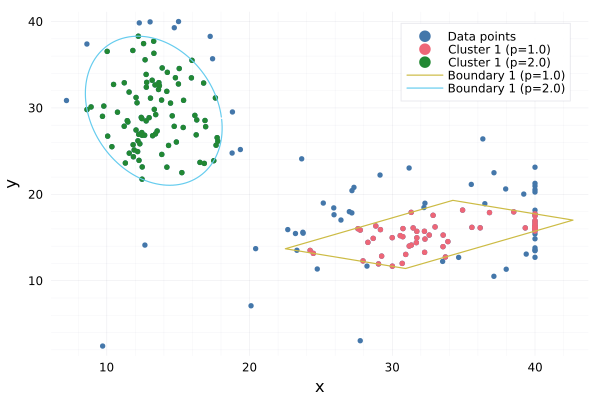 40
30
20
10
y
10
20
30
40
x
Data points
Cluster 1 (p=1.0)
Cluster 1 (p=2.0)
Boundary 1 (p=1.0)
Boundary 1 (p=2.0)